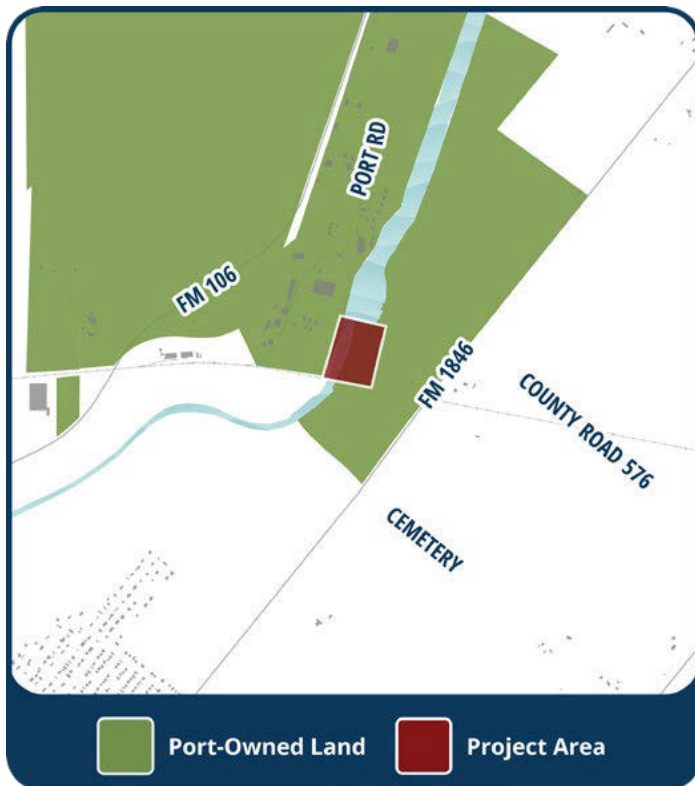 PORT RD
FM 106
FM 1846
COUNTY ROAD 576
CEMETERY
Port-Owned Land
Project Area